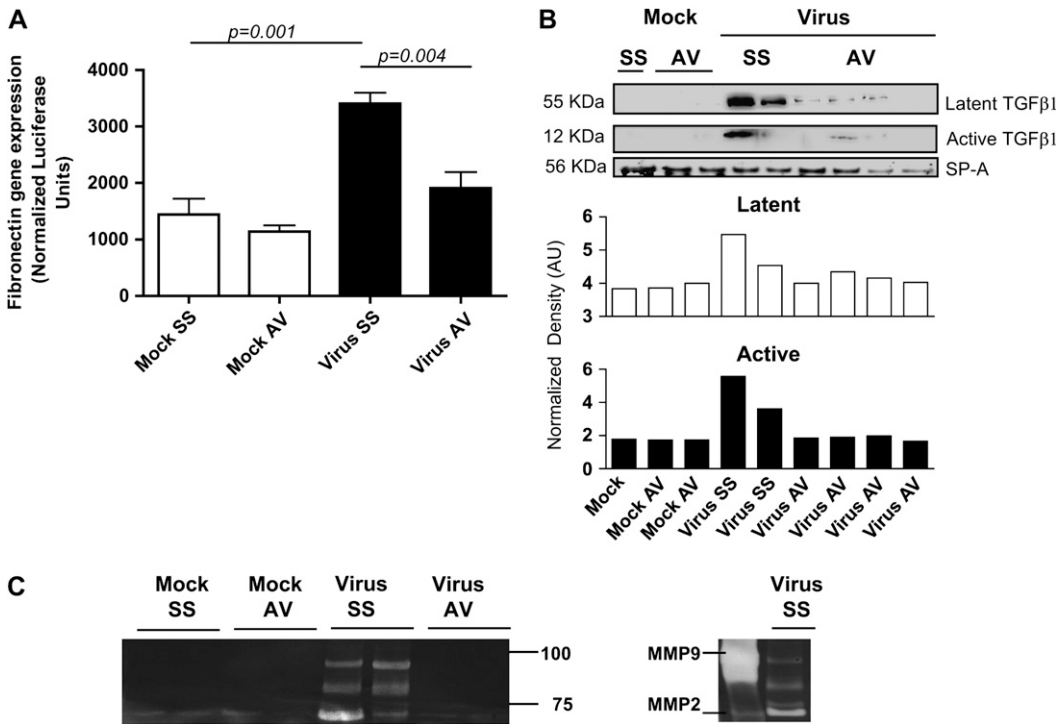 A
p=0.001
p=0.004
Fibronectin gene expression
(Normalized Luciferase
Units)
4000
3000
2000
1000
0
Mock SS
Mock AV
Virus SS
Virus AV
B
Mock
Virus
SS
AV
SS
AV
55 KDa
Latent TGFβ1
12 KDa
Active TGFβ1
56 KDa
SP-A
Normalized Density (AU)
Latent
6
5
4
3
Active
6
4
2
0
Mock
Mock AV
Mock AV
Virus SS
Virus SS
Virus AV
Virus AV
Virus AV
Virus AV
C
Mock
SS
Mock
AV
Virus
SS
Virus
AV
100
75
Virus
SS
MMP9
MMP2